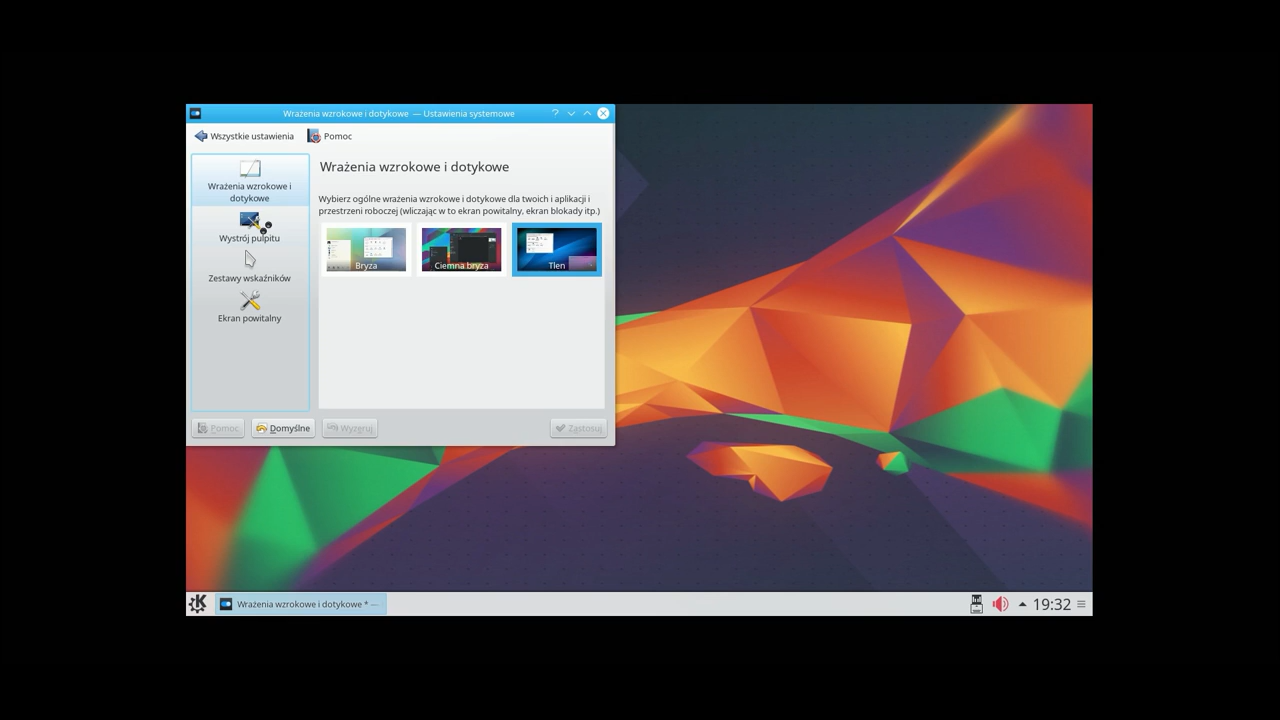 Wrażenia wzrokowe i dotykowe — Ustawienia systemowe
Wszystkie ustawienia
Pomoc
Wrażenia wzrokowe i
dotykowe
Wystrój pulpitu
Zestawy wskaźników
Ekran powitalny
Wrażenia wzrokowe i dotykowe
Wybierz ogólne wrażenia wzrokowe i dotykowe dla twoich i aplikacji i
przestrzeni roboczej (wliczając w to ekran powitalny, ekran blokady itp.)
Bryza
Ciemna bryza
Tlen
Pomoc
Domyślne
Wyzeruj
Zastosuj
Wrażenia wzrokowe i dotykowe * —
19:32